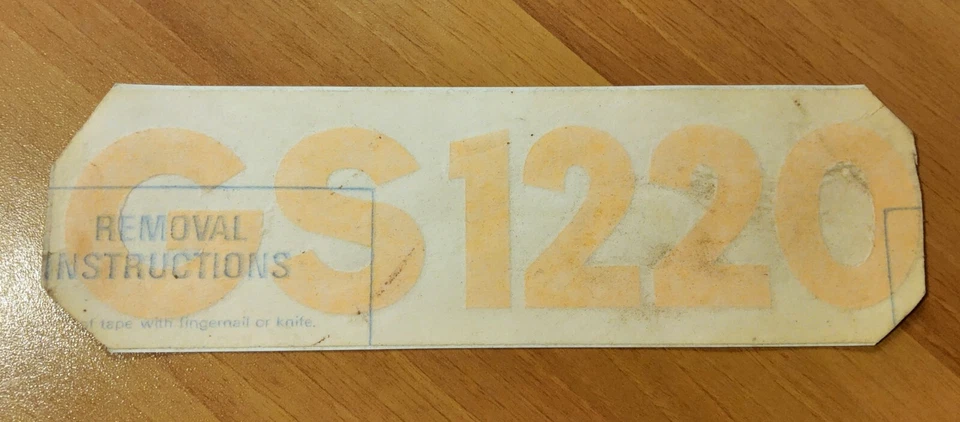 GS1220
REMOVAL
INSTRUCTIONS
of tape with fingernail or knife.